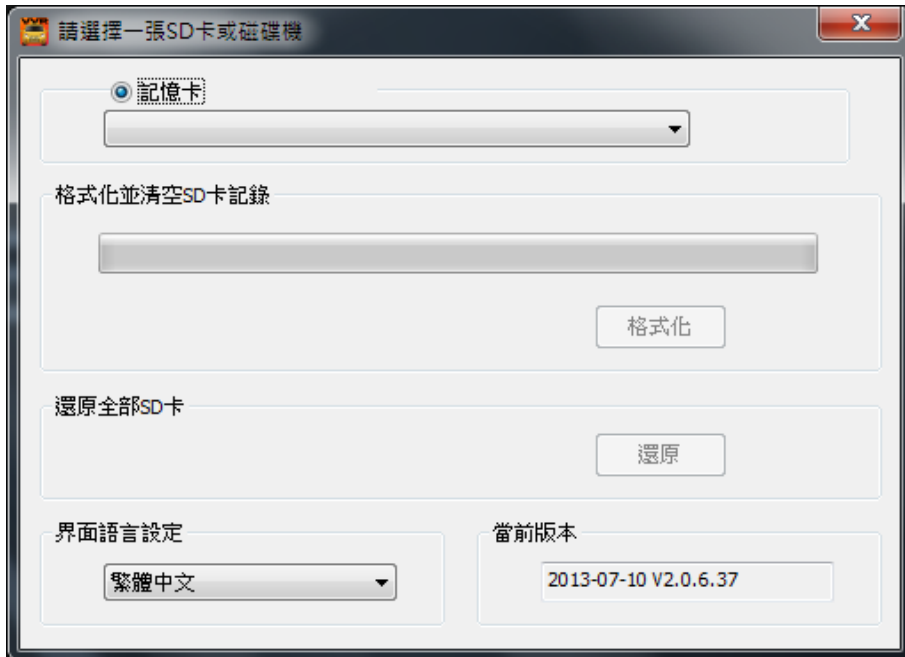 VVR
請選擇一張SD卡或磁碟機
記憶卡
格式化並清空SD卡記錄
格式化
還原全部SD卡
還原
界面語言設定
繁體中文
當前版本
2013-07-10 V2.0.6.37